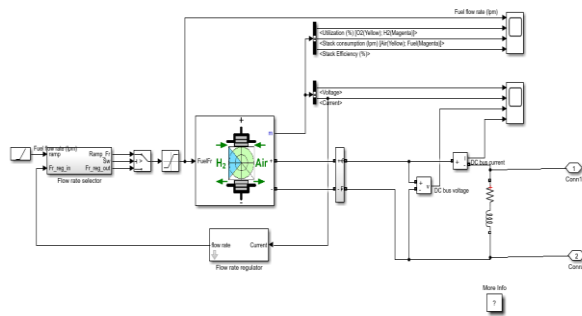 Fuel flow rate (lpm)
<Utilization (%) [O2(Yellow); H2(Magenta)]>
<Stack consumption (lpm) [Air(Yellow); Fuel(Magenta)]>
<Stack Efficiency (%)>
<Voltage>
<Current>
Fuel flow rate (lpm)
ramp
Ramp_Fr
Sw
Fr_reg_in
Fr_reg_out
Flow rate selector
FuelFr
H2
Air
m
+
-
DC bus current
DC bus voltage
1
Conn1
2
flow rate
Current
Flow rate regulator
More Info
?